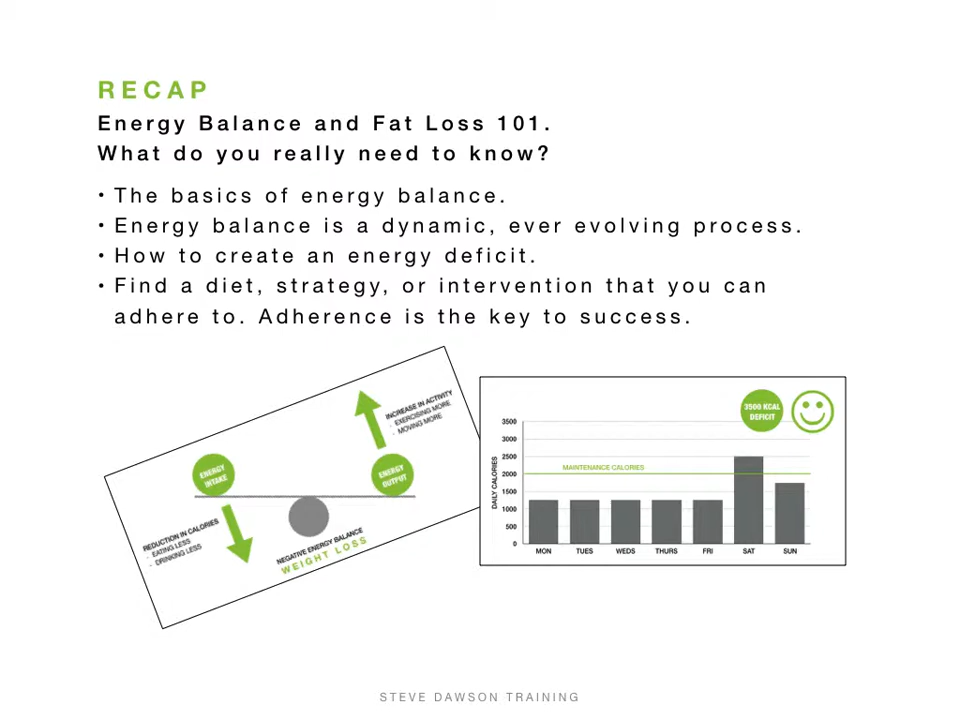 RECAP
Energy Balance and Fat Loss 101.
What do you really need to know?
• The basics of energy balance.
• Energy balance is a dynamic, ever evolving process.
• How to create an energy deficit.
• Find a diet, strategy, or intervention that you can
adhere to. Adherence is the key to success.
INCREASE IN ACTIVITY
- EXERCISING MORE
- MOVING MORE
ENERGY
INTAKE
ENERGY
OUTPUT
REDUCTION IN CALORIES
- EATING LESS
- DRINKING LESS
NEGATIVE ENERGY BALANCE
WEIGHT LOSS
3500 KCAL
DEFICIT
DAILY CALORIES
3500
3000
2500
2000
1500
1000
500
0
MAINTENANCE CALORIES
MON TUES WEDS THURS FRI SAT SUN
STEVE DAWSON TRAINING